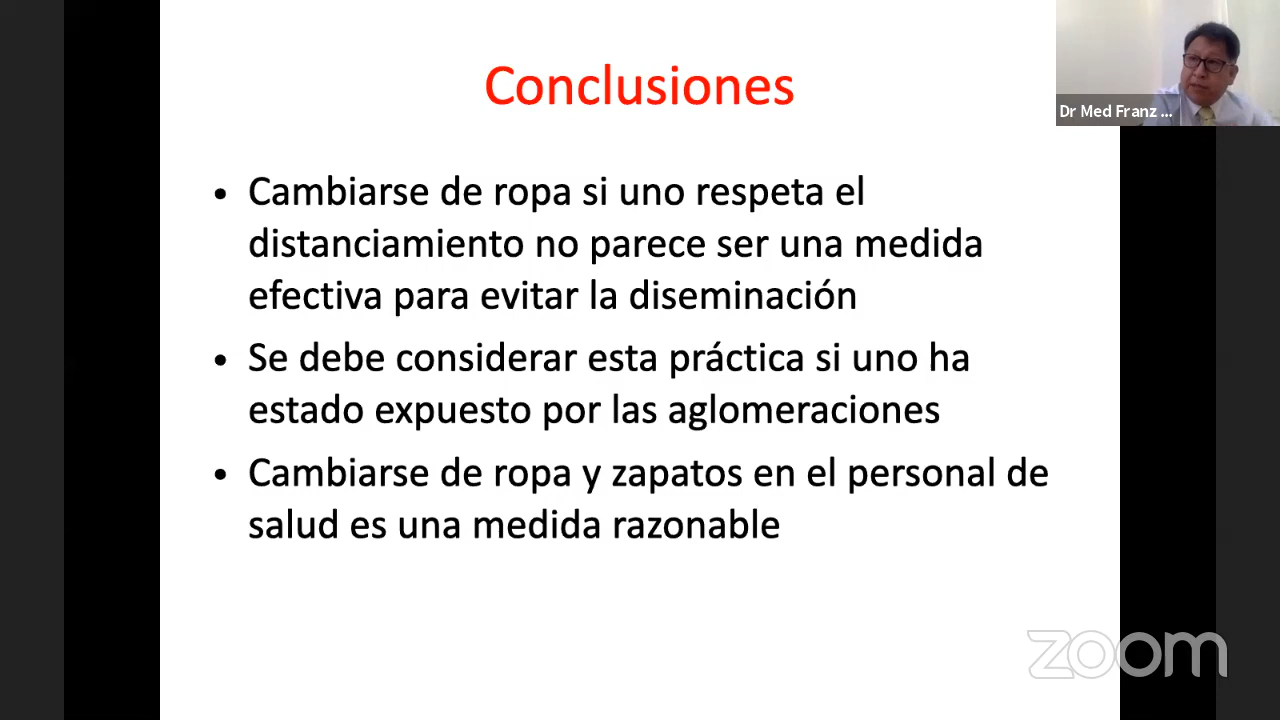 Conclusiones
Dr Med Franz ...
• Cambiarse de ropa si uno respeta el
distanciamiento no parece ser una medida
efectiva para evitar la diseminación
• Se debe considerar esta práctica si uno ha
estado expuesto por las aglomeraciones
• Cambiarse de ropa y zapatos en el personal de
salud es una medida razonable
zoom